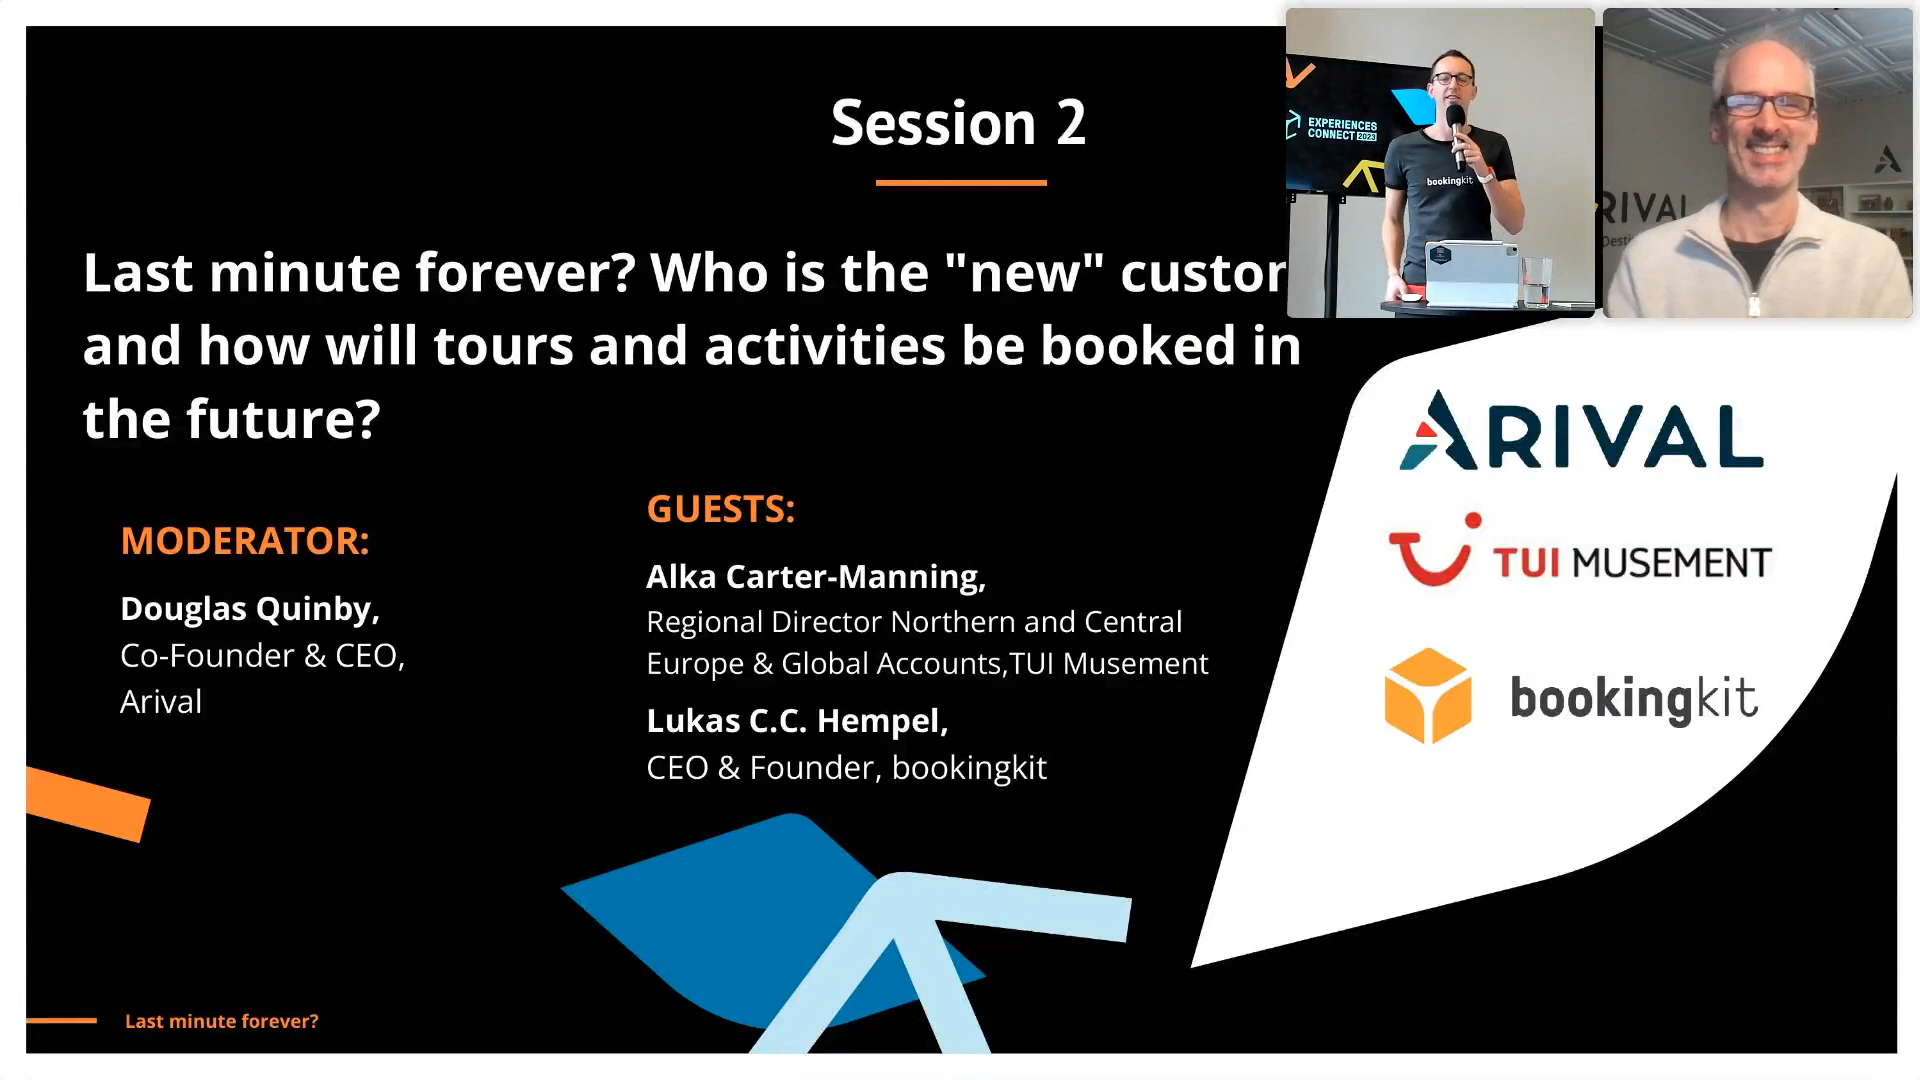 Session 2
Last minute forever? Who is the "new" custom
and how will tours and activities be booked in
the future?
MODERATOR:
Douglas Quinby,
Co-Founder & CEO,
Arival
GUESTS:
Alka Carter-Manning,
Regional Director Northern and Central
Europe & Global Accounts,TUI Musement
Lukas C.C. Hempel,
CEO & Founder, bookingkit
EXPERIENCES
CONNECT 2023
bookingkit
RIVAL
Desti
ARIVAL
TUI MUSEMENT
bookingkit
Last minute forever?